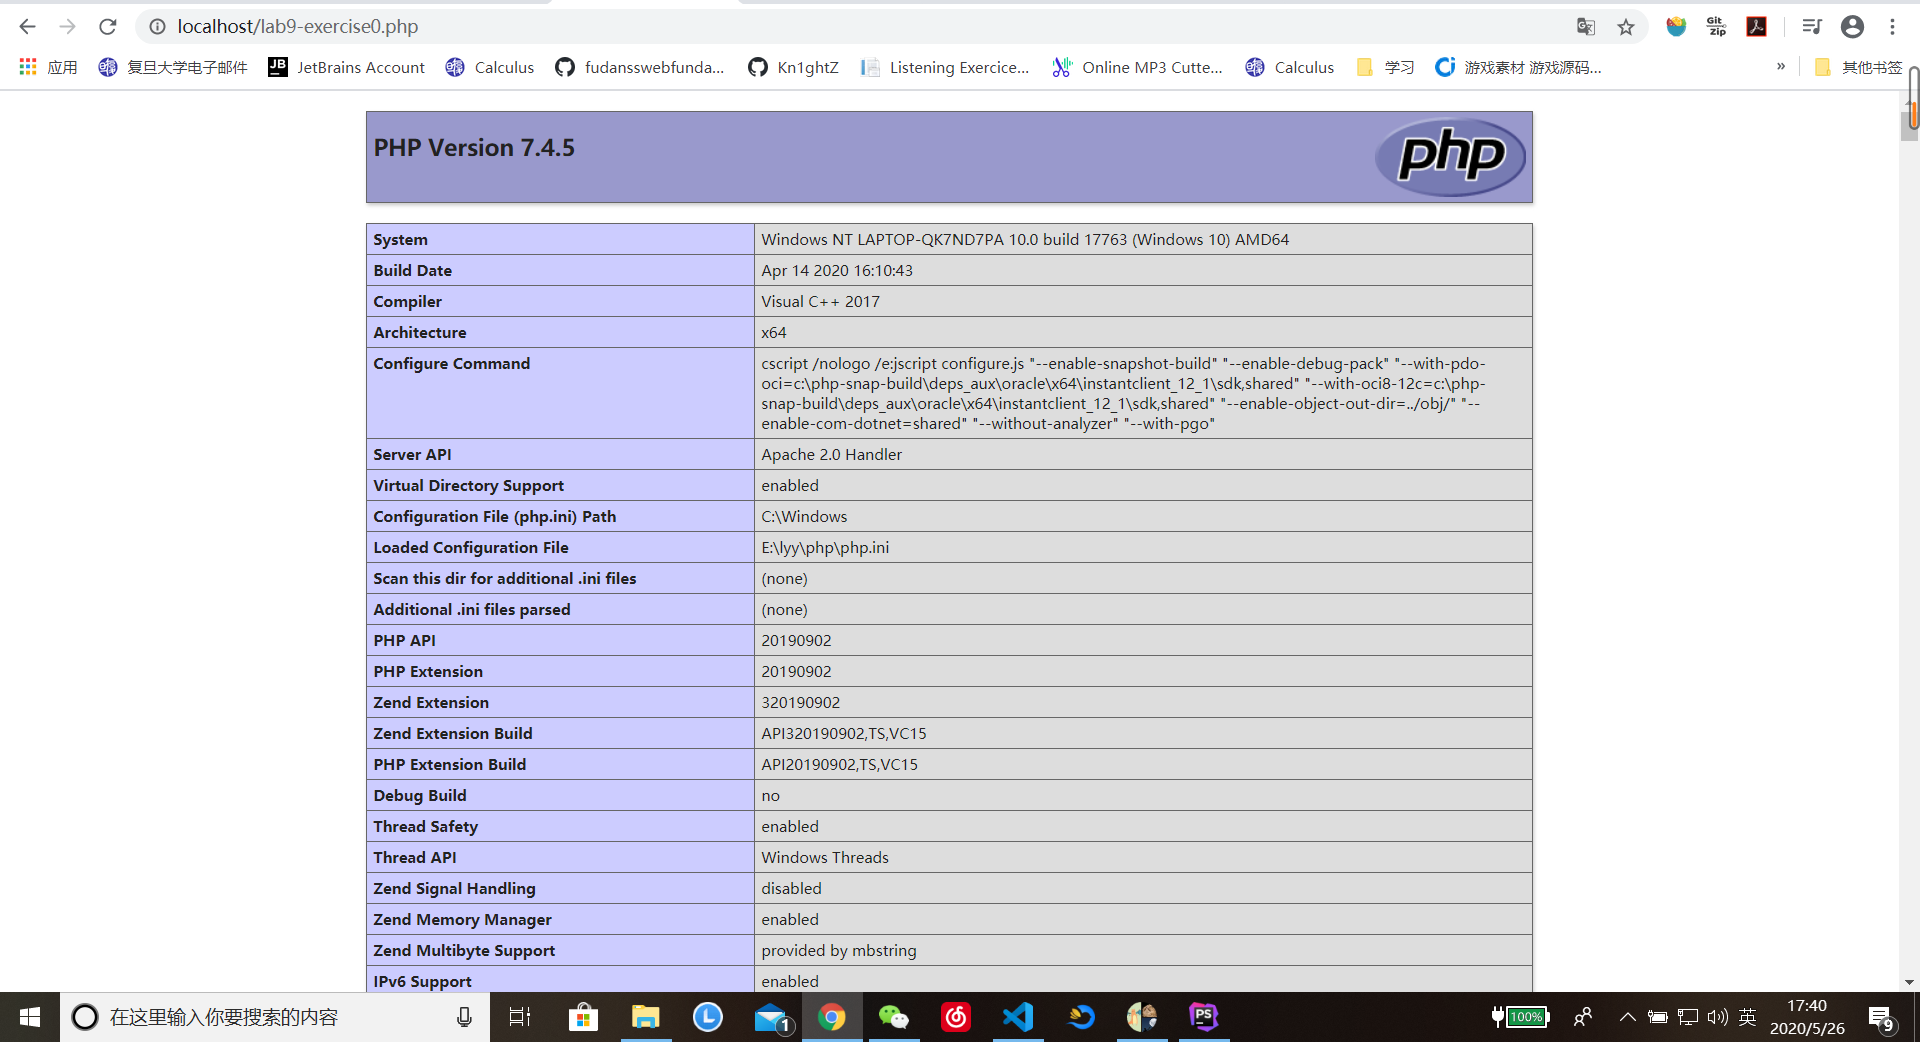 localhost/lab9-exercise0.php
Git
Zip
应用
复旦大学电子邮件
JB
JetBrains Account
Calculus
fudansswebfunda...
Kn1ghtZ
Listening Exercice...
Online MP3 Cutte...
Calculus
学习
游戏素材 游戏源码...
»
其他书签
PHP Version 7.4.5
php
System Windows NT LAPTOP-QK7ND7PA 10.0 build 17763 (Windows 10) AMD64
Build Date Apr 14 2020 16:10:43
Compiler Visual C++ 2017
Architecture x64
Configure Command cscript /nologo /e:jscript configure.js "--enable-snapshot-build" "--enable-debug-pack" "--with-pdo-
oci=c:\php-snap-build\deps_aux\oracle\x64\instantclient_12_1\sdk,shared" "--with-oci8-12c=c:\php-
snap-build\deps_aux\oracle\x64\instantclient_12_1\sdk,shared" "--enable-object-out-dir=../obj/" "--
enable-com-dotnet=shared" "--without-analyzer" "--with-pgo"
Server API Apache 2.0 Handler
Virtual Directory Support enabled
Configuration File (php.ini) Path C:\Windows
Loaded Configuration File E:\lyy\php\php.ini
Scan this dir for additional .ini files (none)
Additional .ini files parsed (none)
PHP API 20190902
PHP Extension 20190902
Zend Extension 320190902
Zend Extension Build API320190902,TS,VC15
PHP Extension Build API20190902,TS,VC15
Debug Build no
Thread Safety enabled
Thread API Windows Threads
Zend Signal Handling disabled
Zend Memory Manager enabled
Zend Multibyte Support provided by mbstring
IPv6 Support enabled
在这里输入你要搜索的内容
1
PS
100%
英
17:40
2020/5/26
9